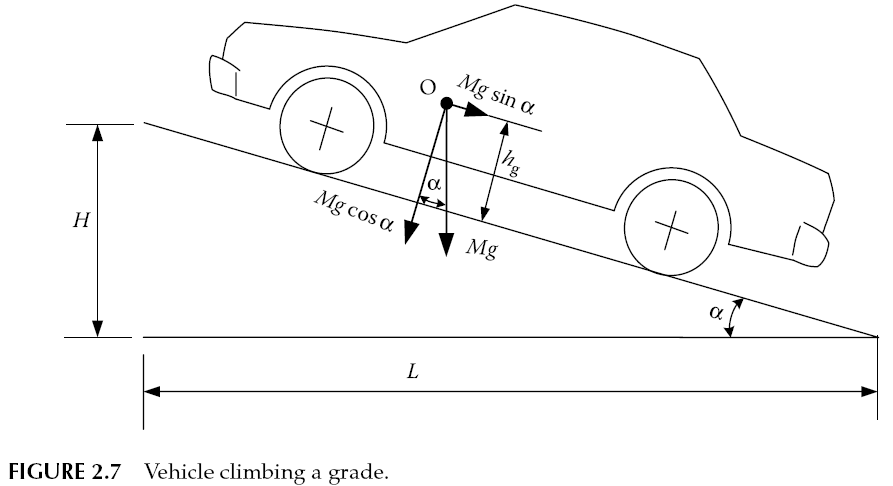 O
Mg sin α
h_g
α
Mg cos α
H
Mg
α
L
FIGURE 2.7 Vehicle climbing a grade.